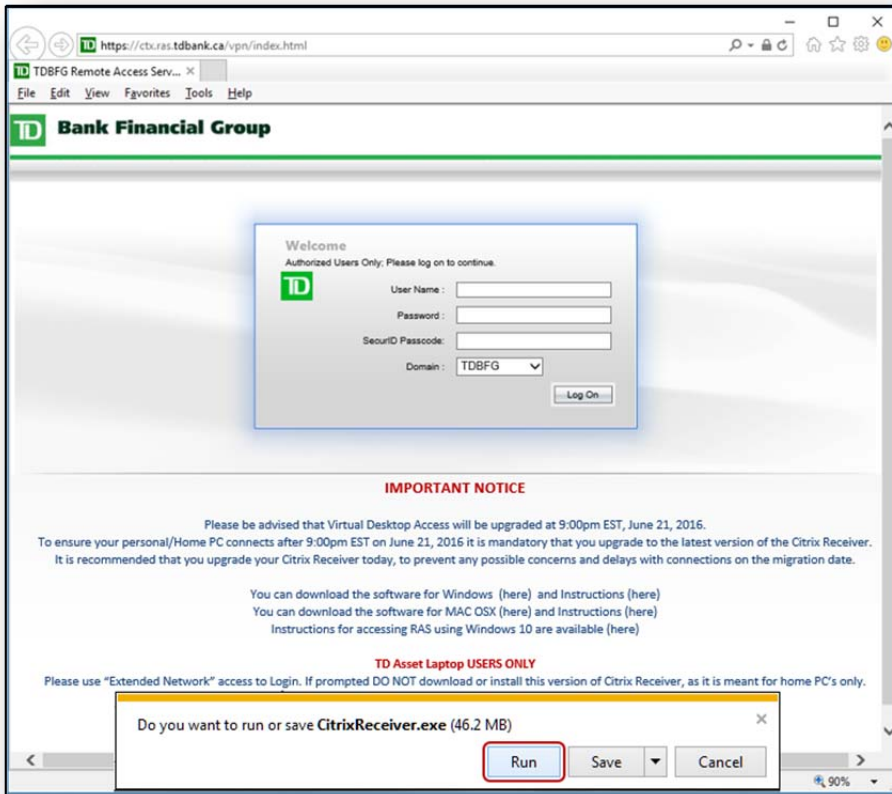 TD https://ctx.ras.tdbank.ca/vpn/index.html
TD TDBFG Remote Access Serv...
File Edit View Favorites Tools Help
TD Bank Financial Group
Welcome
Authorized Users Only; Please log on to continue.
TD
User Name :
Password :
SecurID Passcode:
Domain : TDBFG
Log On
IMPORTANT NOTICE
Please be advised that Virtual Desktop Access will be upgraded at 9:00pm EST, June 21, 2016.
To ensure your personal/Home PC connects after 9:00pm EST on June 21, 2016 it is mandatory that you upgrade to the latest version of the Citrix Receiver.
It is recommended that you upgrade your Citrix Receiver today, to prevent any possible concerns and delays with connections on the migration date.
You can download the software for Windows (here) and Instructions (here)
You can download the software for MAC OSX (here) and Instructions (here)
Instructions for accessing RAS using Windows 10 are available (here)
TD Asset Laptop USERS ONLY
Please use "Extended Network" access to Login. If prompted DO NOT download or install this version of Citrix Receiver, as it is meant for home PC's only.
Do you want to run or save CitrixReceiver.exe (46.2 MB)
Run Save Cancel
90%